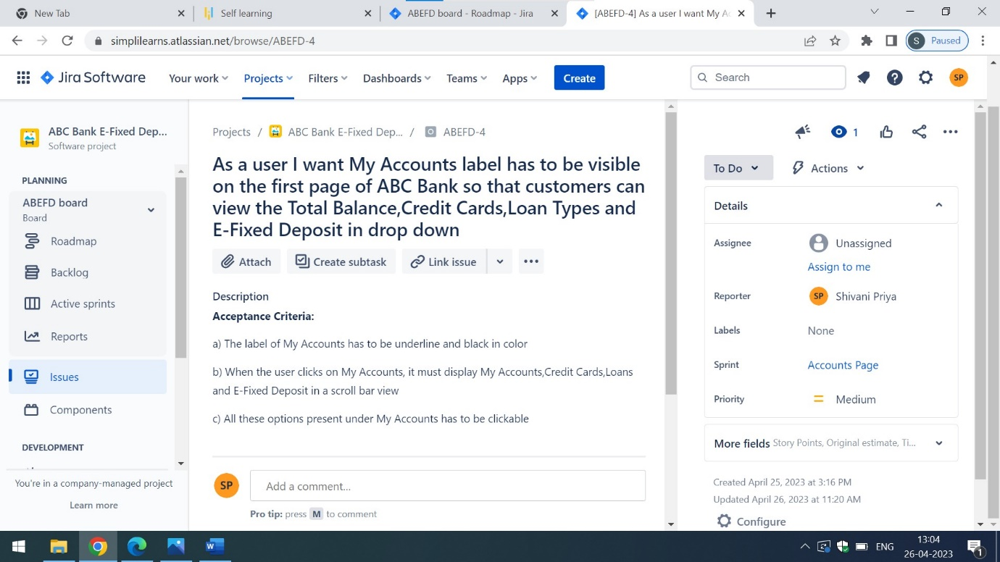 New Tab
Self learning
ABEFD board - Roadmap - Jira
[ABEFD-4] As a user I want My Ac
simplilearns.atlassian.net/browse/ABEFD-4
S Paused
Jira Software
Your work
Projects
Filters
Dashboards
Teams
Apps
Create
Search
SP
ABC Bank E-Fixed Dep...
Software project
PLANNING
ABEFD board
Board
Roadmap
Backlog
Active sprints
Reports
Issues
Components
DEVELOPMENT
You're in a company-managed project
Learn more
Projects / ABC Bank E-Fixed Dep... / ABEFD-4
As a user I want My Accounts label has to be visible
on the first page of ABC Bank so that customers can
view the Total Balance,Credit Cards,Loan Types and
E-Fixed Deposit in drop down
Attach
Create subtask
Link issue
Description
Acceptance Criteria:
a) The label of My Accounts has to be underline and black in color
b) When the user clicks on My Accounts, it must display My Accounts,Credit Cards,Loans
and E-Fixed Deposit in a scroll bar view
c) All these options present under My Accounts has to be clickable
SP
Add a comment...
Pro tip: press M to comment
1
To Do
Actions
Details
Assignee
Unassigned
Assign to me
Reporter
SP Shivani Priya
Labels
None
Sprint
Accounts Page
Priority
Medium
More fields Story Points, Original estimate, Ti...
Created April 25, 2023 at 3:16 PM
Updated April 26, 2023 at 11:20 AM
Configure
W
ENG
13:04
26-04-2023
1